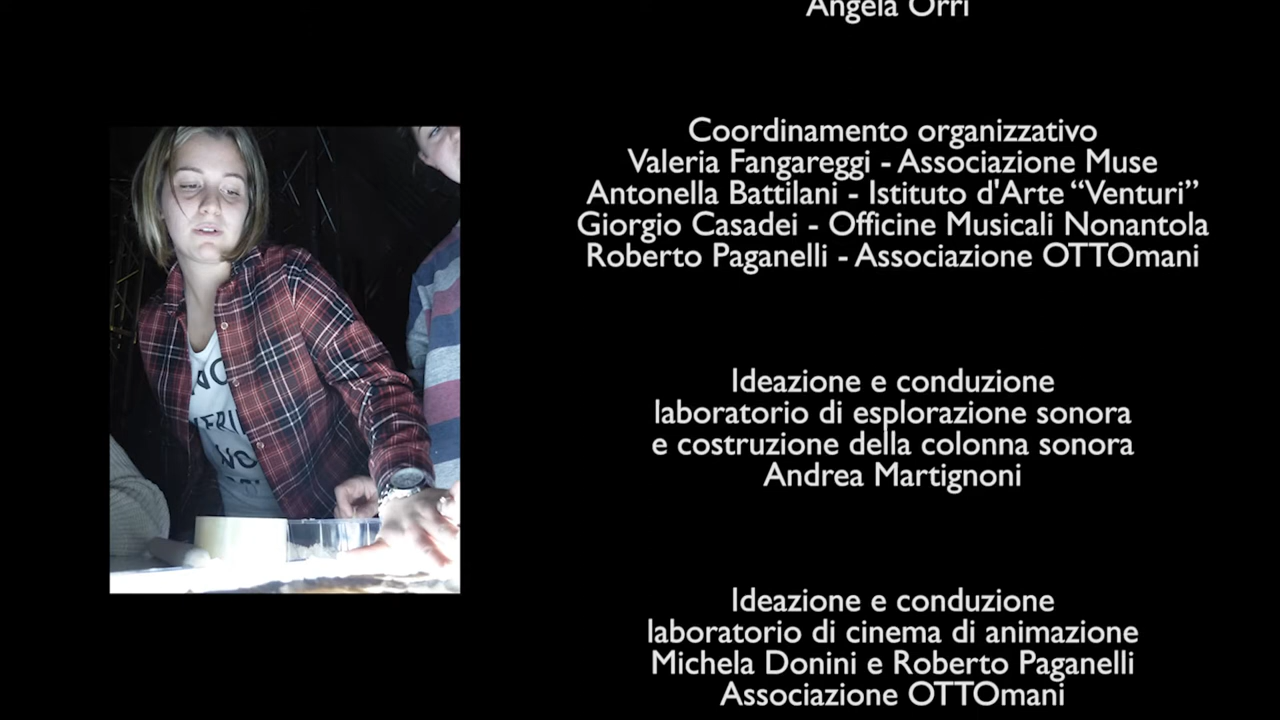 Angela Orri
Coordinamento organizzativo
Valeria Fangareggi - Associazione Muse
Antonella Battilani - Istituto d'Arte “Venturi”
Giorgio Casadei - Officine Musicali Nonantola
Roberto Paganelli - Associazione OTTOmani
Ideazione e conduzione
laboratorio di esplorazione sonora
e costruzione della colonna sonora
Andrea Martignoni
Ideazione e conduzione
laboratorio di cinema di animazione
Michela Donini e Roberto Paganelli
Associazione OTTOmani
NO